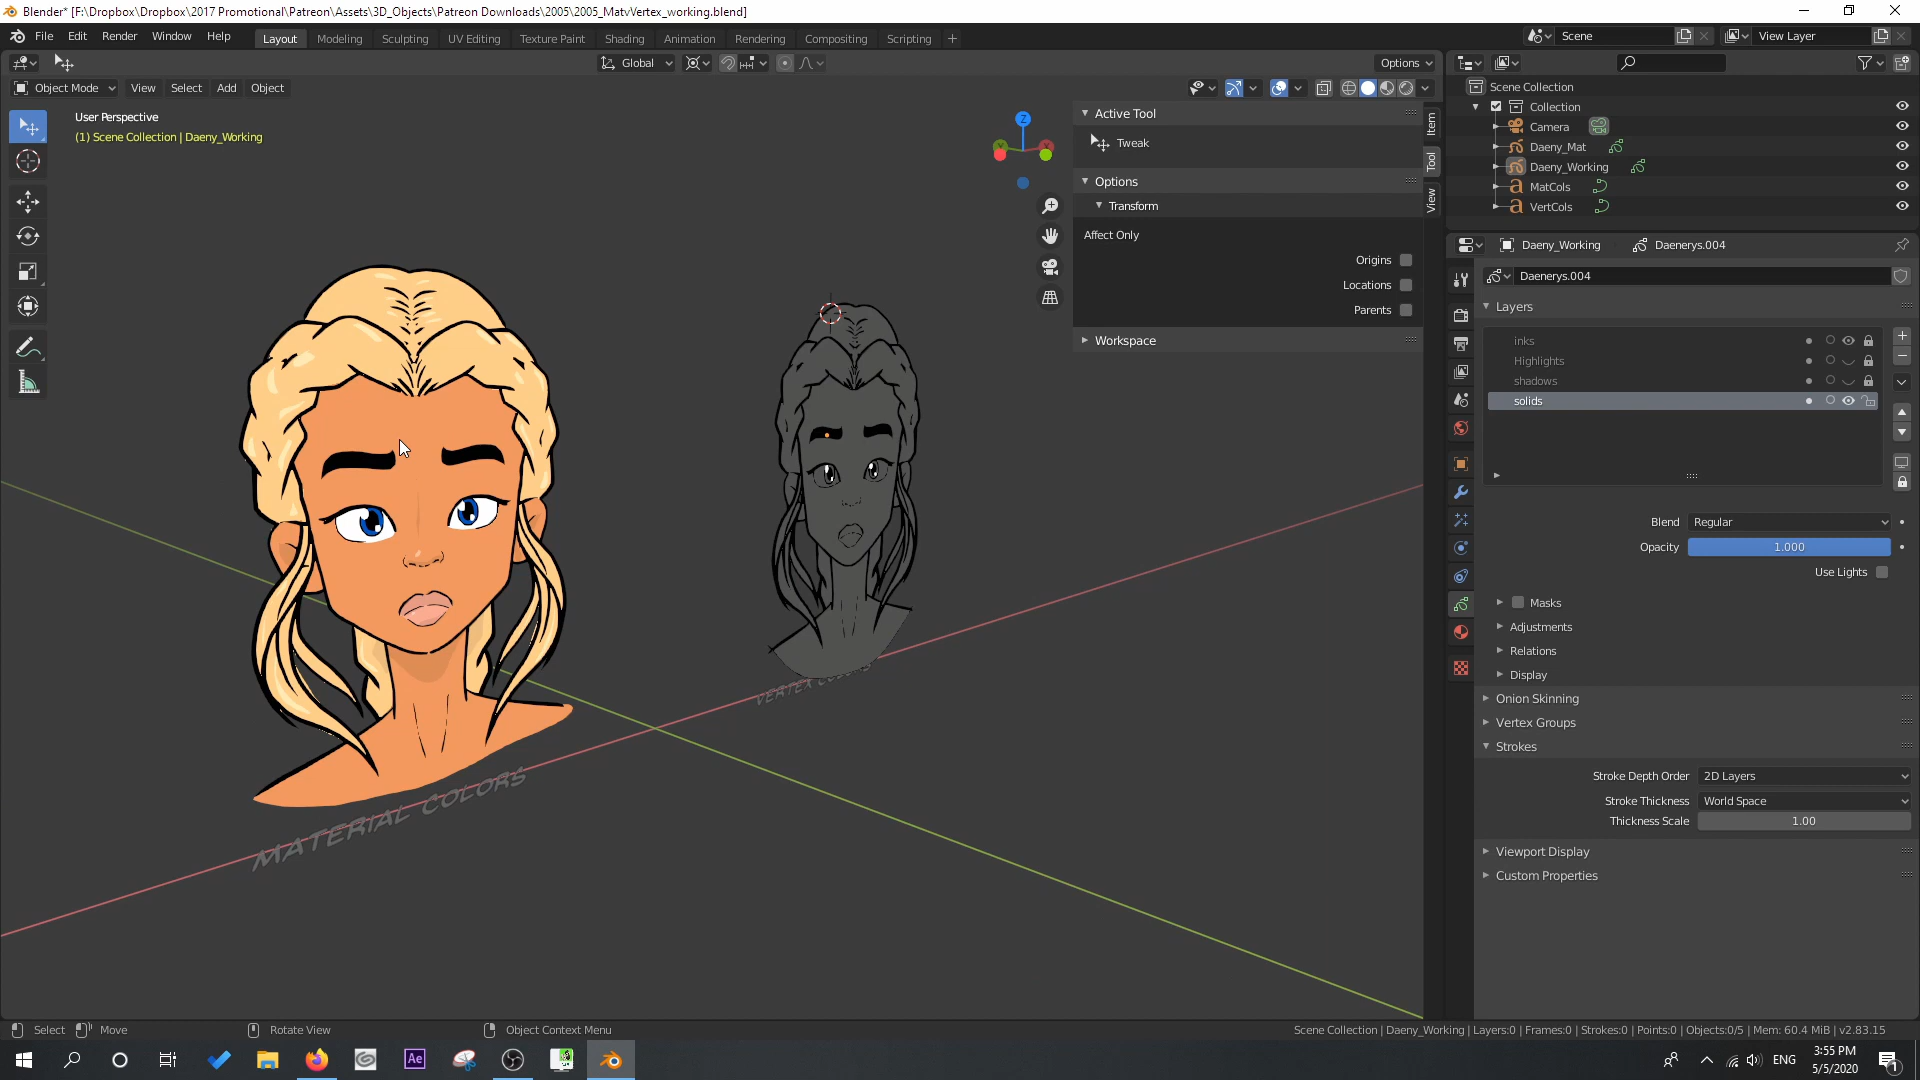 Blender* [F:\Dropbox\Dropbox\2017 Promotional\Patreon\Assets\3D_Objects\Patreon Downloads\2005\2005_MatvVertex_working.blend]
File Edit Render Window Help
Layout Modeling Sculpting UV Editing Texture Paint Shading Animation Rendering Compositing Scripting +
Scene
View Layer
Global
Options
Object Mode View Select Add Object
User Perspective
(1) Scene Collection | Daeny_Working
Z
Active Tool
Tweak
Options
Transform
Affect Only
Origins
Locations
Parents
Workspace
Item
Tool
View
Scene Collection
Collection
Camera
Daeny_Mat
Daeny_Working
MatCols
VertCols
Daeny_Working
Daenerys.004
Daenerys.004
Layers
inks
Highlights
shadows
solids
Blend Regular
Opacity 1.000
Use Lights
Masks
Adjustments
Relations
Display
Onion Skinning
Vertex Groups
Strokes
Stroke Depth Order 2D Layers
Stroke Thickness World Space
Thickness Scale 1.00
Viewport Display
Custom Properties
MATERIAL COLORS
VERTEX
Select Move Rotate View Object Context Menu
Scene Collection | Daeny_Working | Layers:0 | Frames:0 | Strokes:0 | Points:0 | Objects:0/5 | Mem: 60.4 MiB | v2.83.15
Ae
ENG
3:55 PM
5/5/2020
1